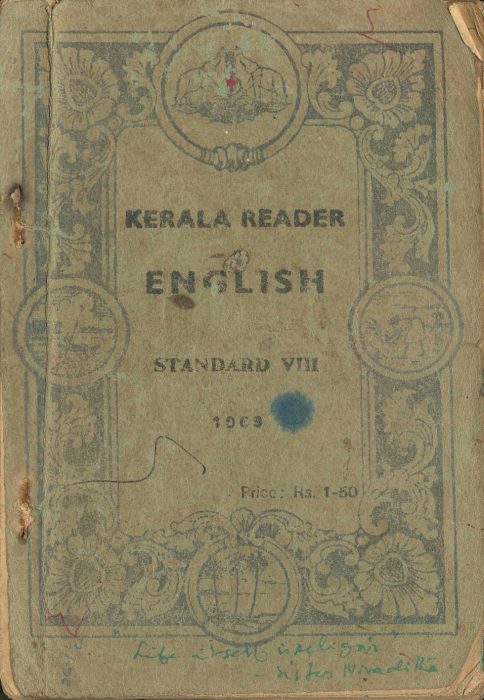 KERALA READER
ENGLISH
STANDARD VIII
1969
Price: Rs. 1-50
"Life itself is religion"
- Sister Nivedita.